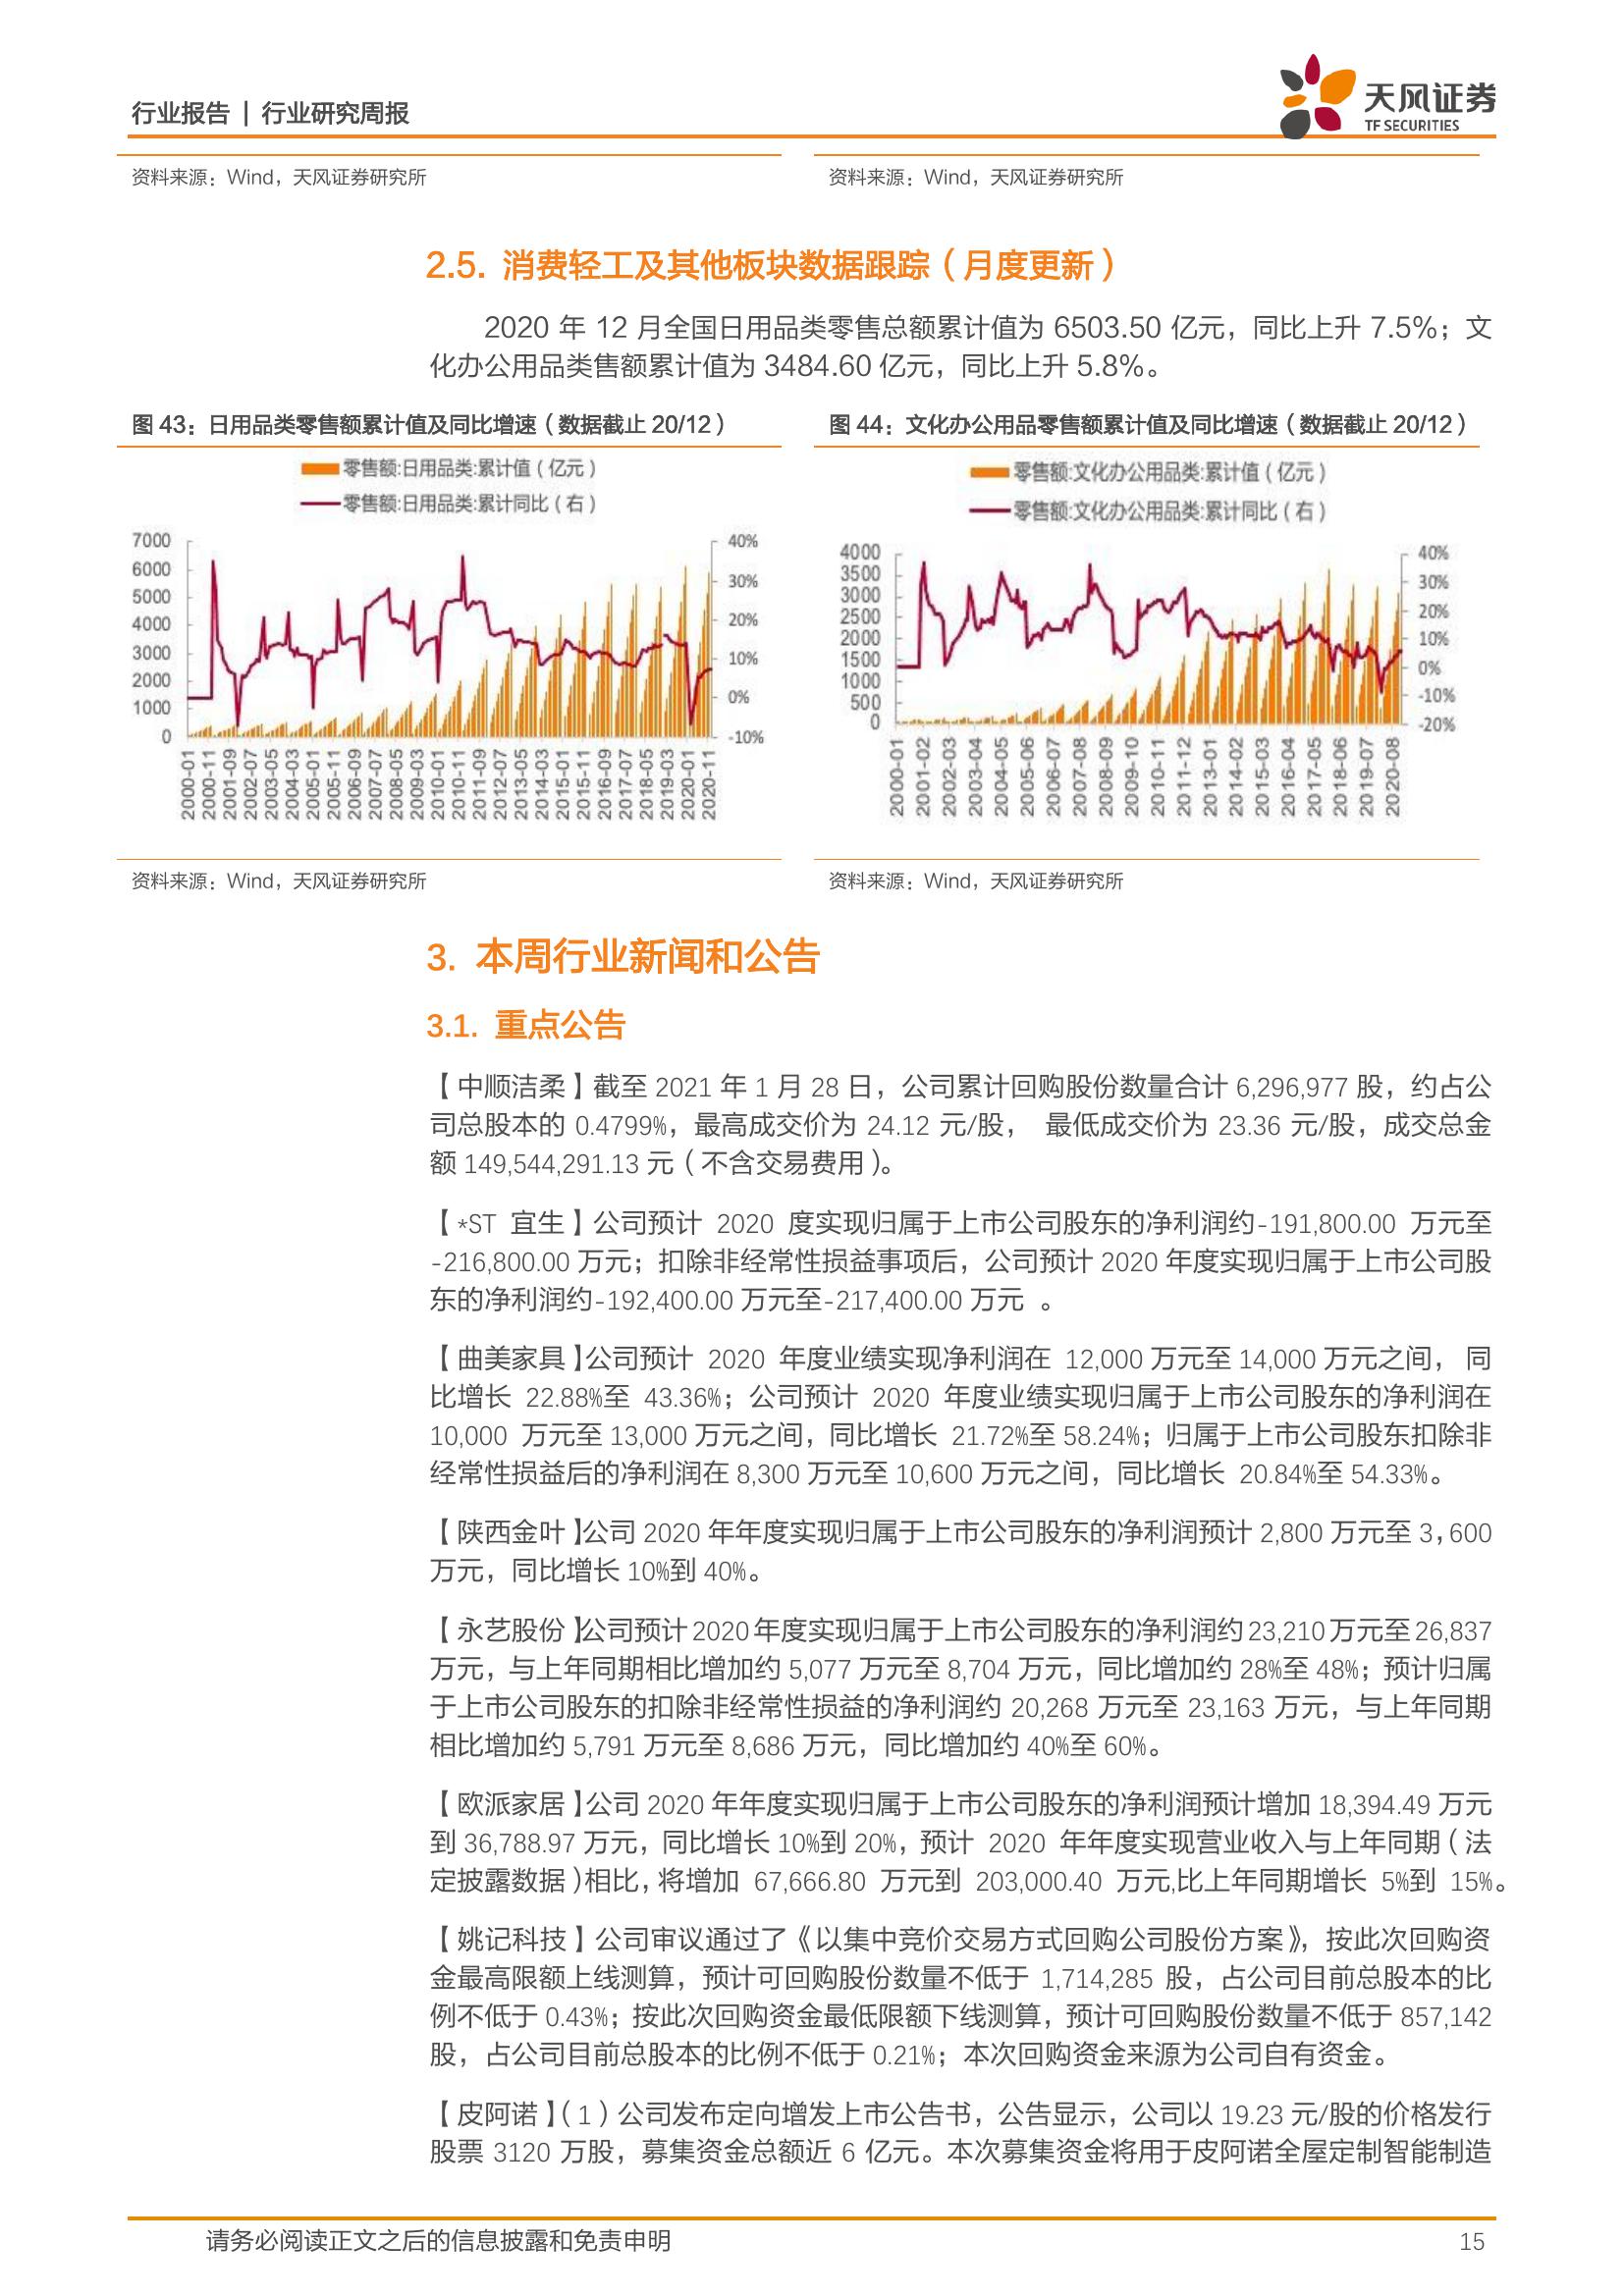 行业报告 | 行业研究周报
天风证券
TF SECURITIES
资料来源：Wind，天风证券研究所
资料来源：Wind，天风证券研究所
2.5. 消费轻工及其他板块数据跟踪（月度更新）
2020 年 12 月全国日用品类零售总额累计值为 6503.50 亿元，同比上升 7.5%；文
化办公用品类售额累计值为 3484.60 亿元，同比上升 5.8%。
图 43：日用品类零售额累计值及同比增速（数据截止 20/12）
零售额:日用品类:累计值（亿元）
零售额:日用品类:累计同比（右）
7000
6000
5000
4000
3000
2000
1000
0
40%
30%
20%
10%
0%
-10%
2000-01
2000-11
2001-09
2002-07
2003-05
2004-03
2005-01
2005-11
2006-09
2007-07
2008-05
2009-03
2010-01
2010-11
2011-09
2012-07
2013-05
2014-03
2015-01
2015-11
2016-09
2017-07
2018-05
2019-03
2020-01
2020-11
资料来源：Wind，天风证券研究所
图 44：文化办公用品零售额累计值及同比增速（数据截止 20/12）
零售额:文化办公用品类:累计值（亿元）
零售额:文化办公用品类:累计同比（右）
4000
3500
3000
2500
2000
1500
1000
500
0
40%
30%
20%
10%
0%
-10%
-20%
2000-01
2001-02
2002-03
2003-04
2004-05
2005-06
2006-07
2007-08
2008-09
2009-10
2010-11
2011-12
2013-01
2014-02
2015-03
2016-04
2017-05
2018-06
2019-07
2020-08
资料来源：Wind，天风证券研究所
3. 本周行业新闻和公告
3.1. 重点公告
【中顺洁柔】截至 2021 年 1 月 28 日，公司累计回购股份数量合计 6,296,977 股，约占公
司总股本的 0.4799%，最高成交价为 24.12 元/股， 最低成交价为 23.36 元/股，成交总金
额 149,544,291.13 元（不含交易费用）。
【*ST 宜生】公司预计 2020 度实现归属于上市公司股东的净利润约-191,800.00 万元至
-216,800.00 万元；扣除非经常性损益事项后，公司预计 2020 年度实现归属于上市公司股
东的净利润约-192,400.00 万元至-217,400.00 万元 。
【曲美家具】公司预计 2020 年度业绩实现净利润在 12,000 万元至 14,000 万元之间， 同
比增长 22.88%至 43.36%；公司预计 2020 年度业绩实现归属于上市公司股东的净利润在
10,000 万元至 13,000 万元之间，同比增长 21.72%至 58.24%；归属于上市公司股东扣除非
经常性损益后的净利润在 8,300 万元至 10,600 万元之间，同比增长 20.84%至 54.33%。
【陕西金叶】公司 2020 年年度实现归属于上市公司股东的净利润预计 2,800 万元至 3，600
万元，同比增长 10%到 40%。
【永艺股份】公司预计 2020 年度实现归属于上市公司股东的净利润约 23,210 万元至 26,837
万元，与上年同期相比增加约 5,077 万元至 8,704 万元，同比增加约 28%至 48%；预计归属
于上市公司股东的扣除非经常性损益的净利润约 20,268 万元至 23,163 万元，与上年同期
相比增加约 5,791 万元至 8,686 万元，同比增加约 40%至 60%。
【欧派家居】公司 2020 年年度实现归属于上市公司股东的净利润预计增加 18,394.49 万元
到 36,788.97 万元，同比增长 10%到 20%，预计 2020 年年度实现营业收入与上年同期（法
定披露数据）相比，将增加 67,666.80 万元到 203,000.40 万元,比上年同期增长 5%到 15%。
【姚记科技】公司审议通过了《以集中竞价交易方式回购公司股份方案》，按此次回购资
金最高限额上线测算，预计可回购股份数量不低于 1,714,285 股，占公司目前总股本的比
例不低于 0.43%；按此次回购资金最低限额下线测算，预计可回购股份数量不低于 857,142
股，占公司目前总股本的比例不低于 0.21%；本次回购资金来源为公司自有资金。
【皮阿诺】（1）公司发布定向增发上市公告书，公告显示，公司以 19.23 元/股的价格发行
股票 3120 万股，募集资金总额近 6 亿元。本次募集资金将用于皮阿诺全屋定制智能制造
请务必阅读正文之后的信息披露和免责申明
15